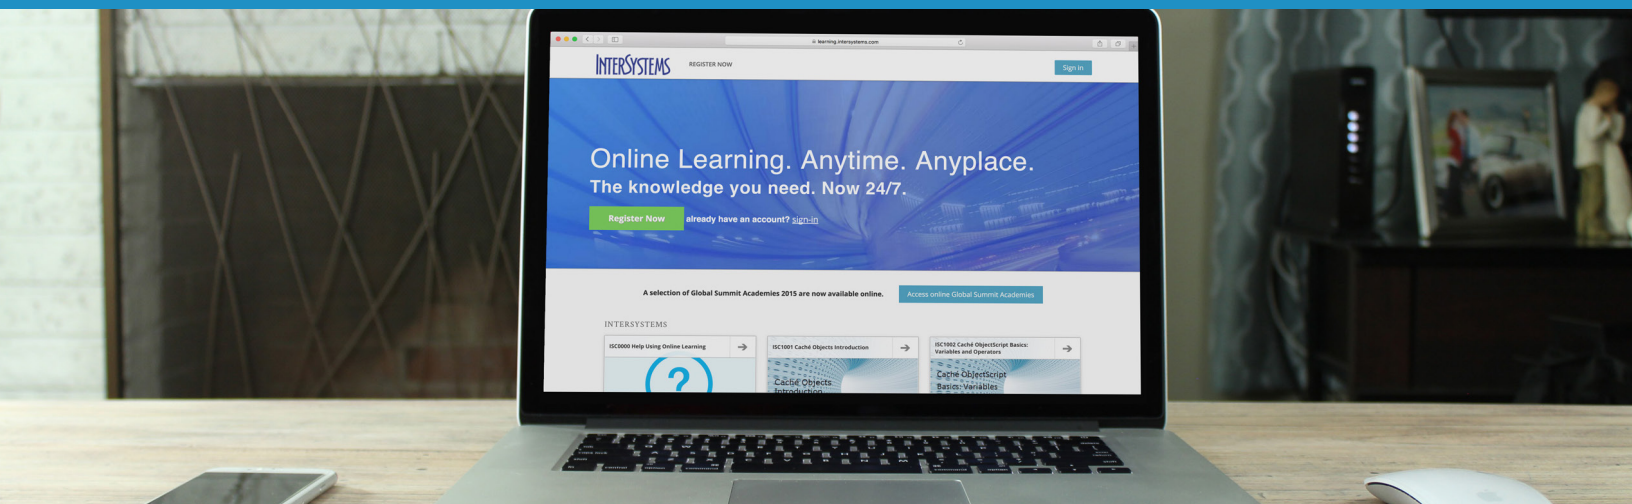 learning.intersystems.com
INTERSYSTEMS
REGISTER NOW
Sign In
Online Learning. Anytime. Anyplace.
The knowledge you need. Now 24/7.
Register Now
already have an account? sign-in
A selection of Global Summit Academies 2015 are now available online.
Access online Global Summit Academies
INTERSYSTEMS
ISC0000 Help Using Online Learning
ISC1001 Caché Objects Introduction
ISC1002 Caché ObjectScript Basics:
Variables and Operators
?
Caché Objects
Introduction
Caché ObjectScript
Basics: Variables